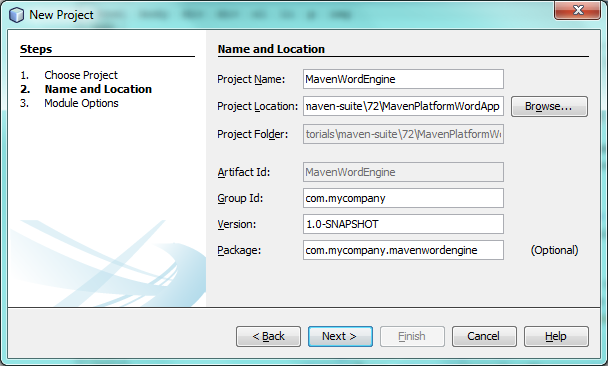 New Project
Steps
1. Choose Project
2. Name and Location
3. Module Options
Name and Location
Project Name: MavenWordEngine
Project Location: maven-suite\72\MavenPlatformWordApp Browse...
Project Folder: torials\maven-suite\72\MavenPlatformWo
Artifact Id: MavenWordEngine
Group Id: com.mycompany
Version: 1.0-SNAPSHOT
Package: com.mycompany.mavenwordengine (Optional)
< Back Next > Finish Cancel Help